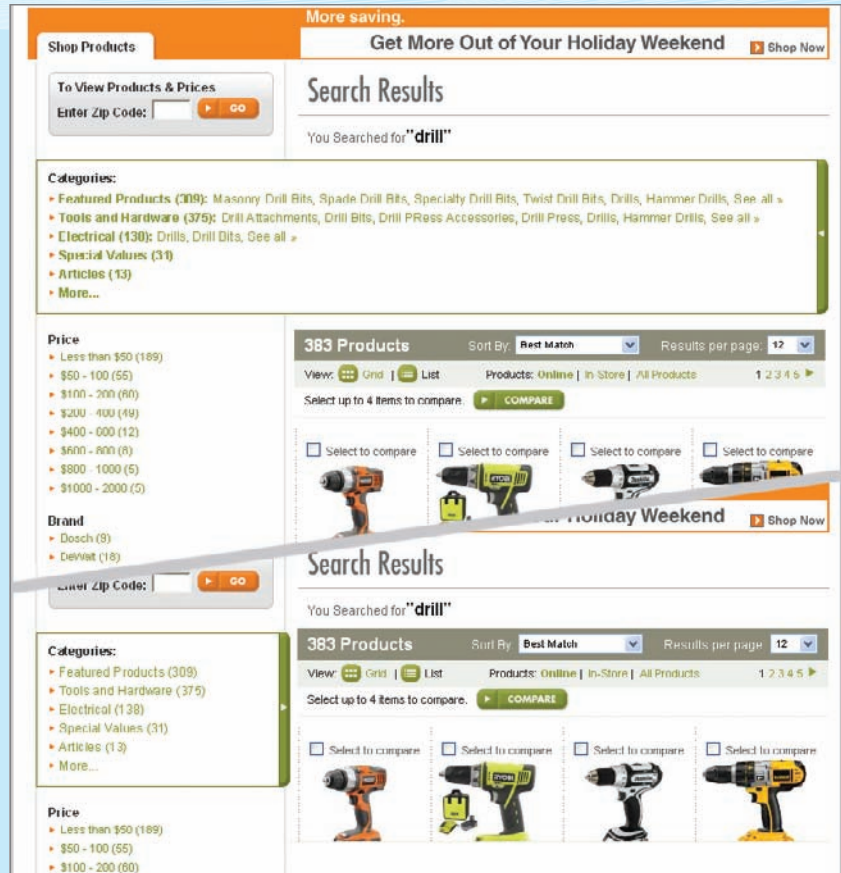 More saving.
Shop Products
Get More Out of Your Holiday Weekend
Shop Now
To View Products & Prices
Enter Zip Code:
GO
Search Results
You Searched for "drill"
Categories:
Featured Products (309): Masonry Drill Bits, Spade Drill Bits, Specialty Drill Bits, Twist Drill Bits, Drills, Hammer Drills, See all »
Tools and Hardware (375): Drill Attachments, Drill Bits, Drill PRess Accessories, Drill Press, Drills, Hammer Drills, See all »
Electrical (130): Drills, Drill Bits, See all »
Special Values (31)
Articles (13)
More...
Price
Less than $50 (189)
$50 - 100 (55)
$100 - 200 (60)
$200 - 400 (49)
$400 - 600 (12)
$600 - 800 (8)
$800 - 1000 (5)
$1000 - 2000 (5)
Brand
Bosch (9)
DeWalt (18)
383 Products Sort By: Best Match Results per page: 12
View: Grid | List Products: Online | In-Store | All Products 1 2 3 4 5
Select up to 4 items to compare. COMPARE
Select to compare Select to compare Select to compare Select to compare
RYOBI
Your Holiday Weekend
Shop Now
Enter Zip Code:
GO
Search Results
You Searched for "drill"
Categories:
Featured Products (309)
Tools and Hardware (375)
Electrical (138)
Special Values (31)
Articles (13)
More...
Price
Less than $50 (189)
$50 - 100 (55)
$100 - 200 (60)
383 Products Sort By: Best Match Results per page 12
View: Grid | List Products: Online | In-Store | All Products 1 2 3 4 5
Select up to 4 items to compare. COMPARE
Select to compare Select to compare Select to compare Select to compare
RYOBI